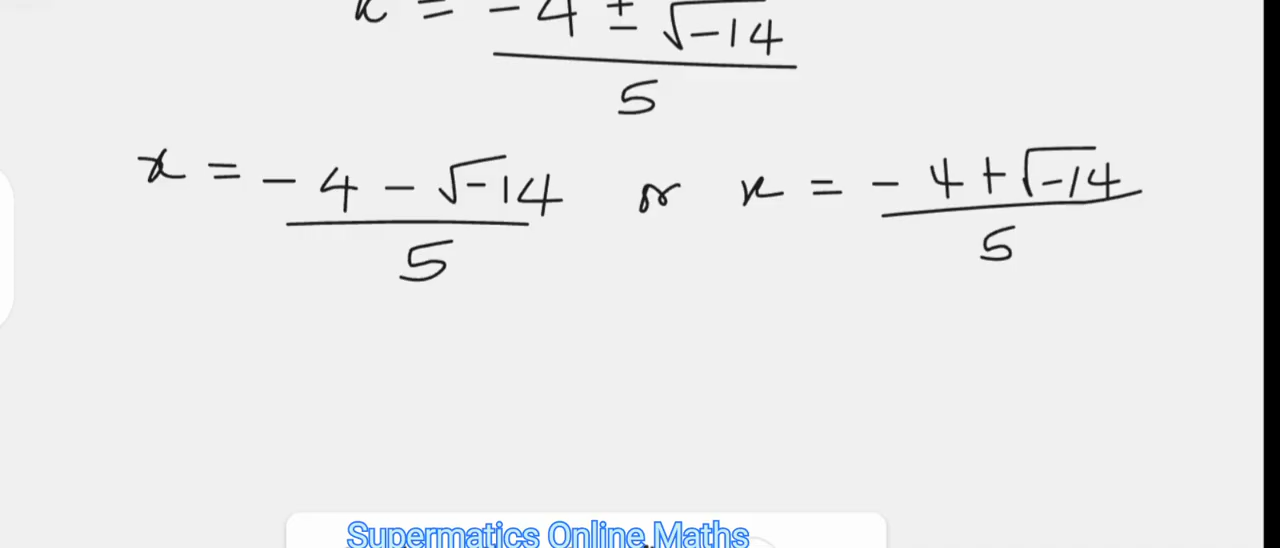 x = -4 ± √-14
5
x = -4 - √-14 or x = -4 + √-14
5 5
Supermatics Online Maths